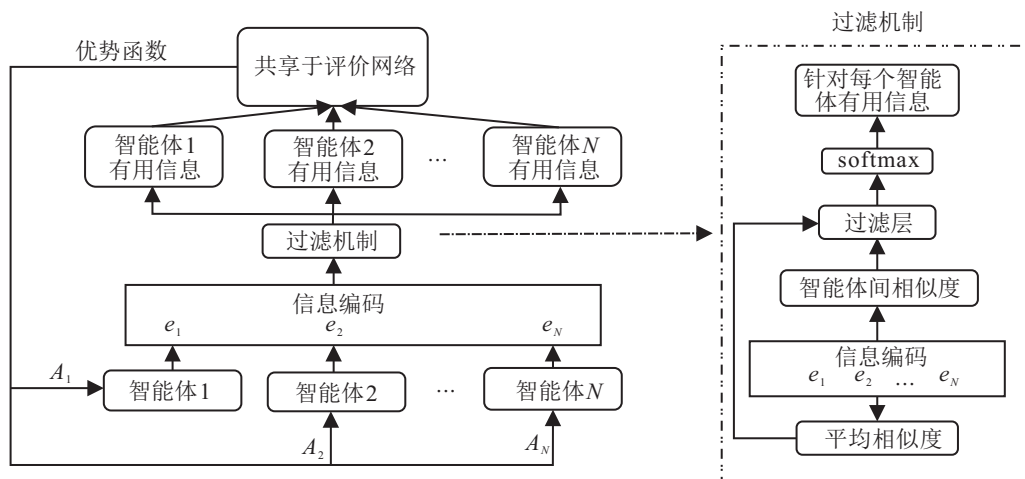 过滤机制
优势函数
共享于评价网络
智能体1
有用信息
智能体2
有用信息
...
智能体N
有用信息
过滤机制
信息编码
e1
e2
eN
A1
智能体1
智能体2
...
智能体N
A2
AN
针对每个智能
体有用信息
softmax
过滤层
智能体间相似度
信息编码
e1 e2 ... eN
平均相似度